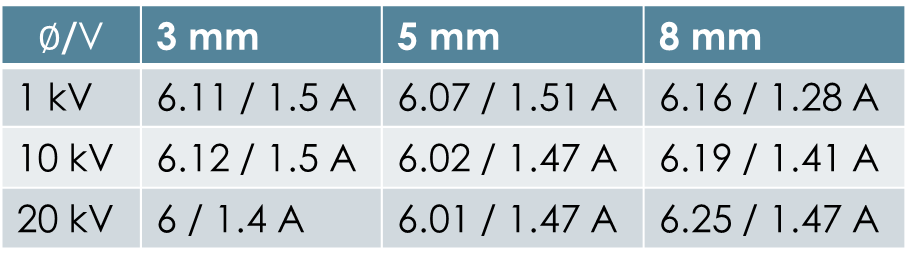 ø/V 3 mm 5 mm 8 mm
1 kV 6.11 / 1.5 A 6.07 / 1.51 A 6.16 / 1.28 A
10 kV 6.12 / 1.5 A 6.02 / 1.47 A 6.19 / 1.41 A
20 kV 6 / 1.4 A 6.01 / 1.47 A 6.25 / 1.47 A